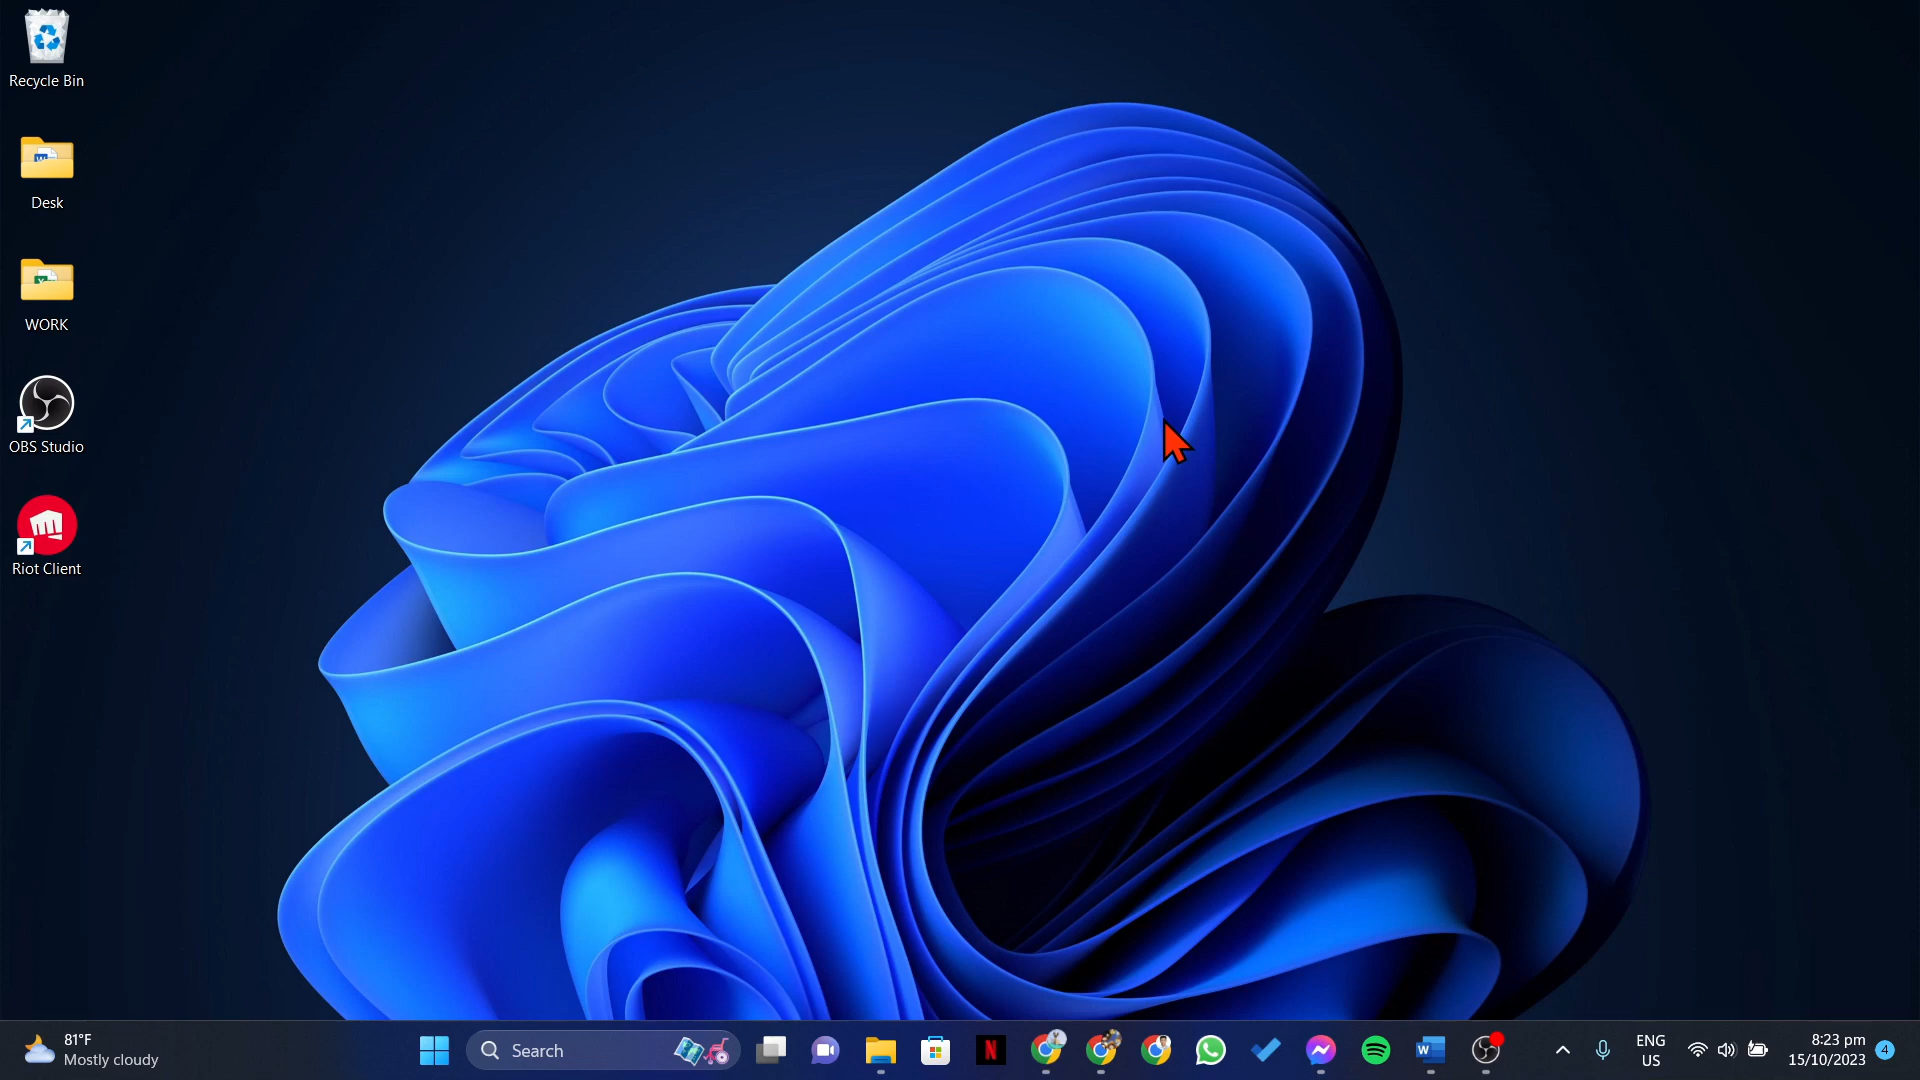 Recycle Bin
Desk
WORK
OBS Studio
Riot Client
81°F
Mostly cloudy
Search
N
W
ENG
US
8:23 pm
15/10/2023
4